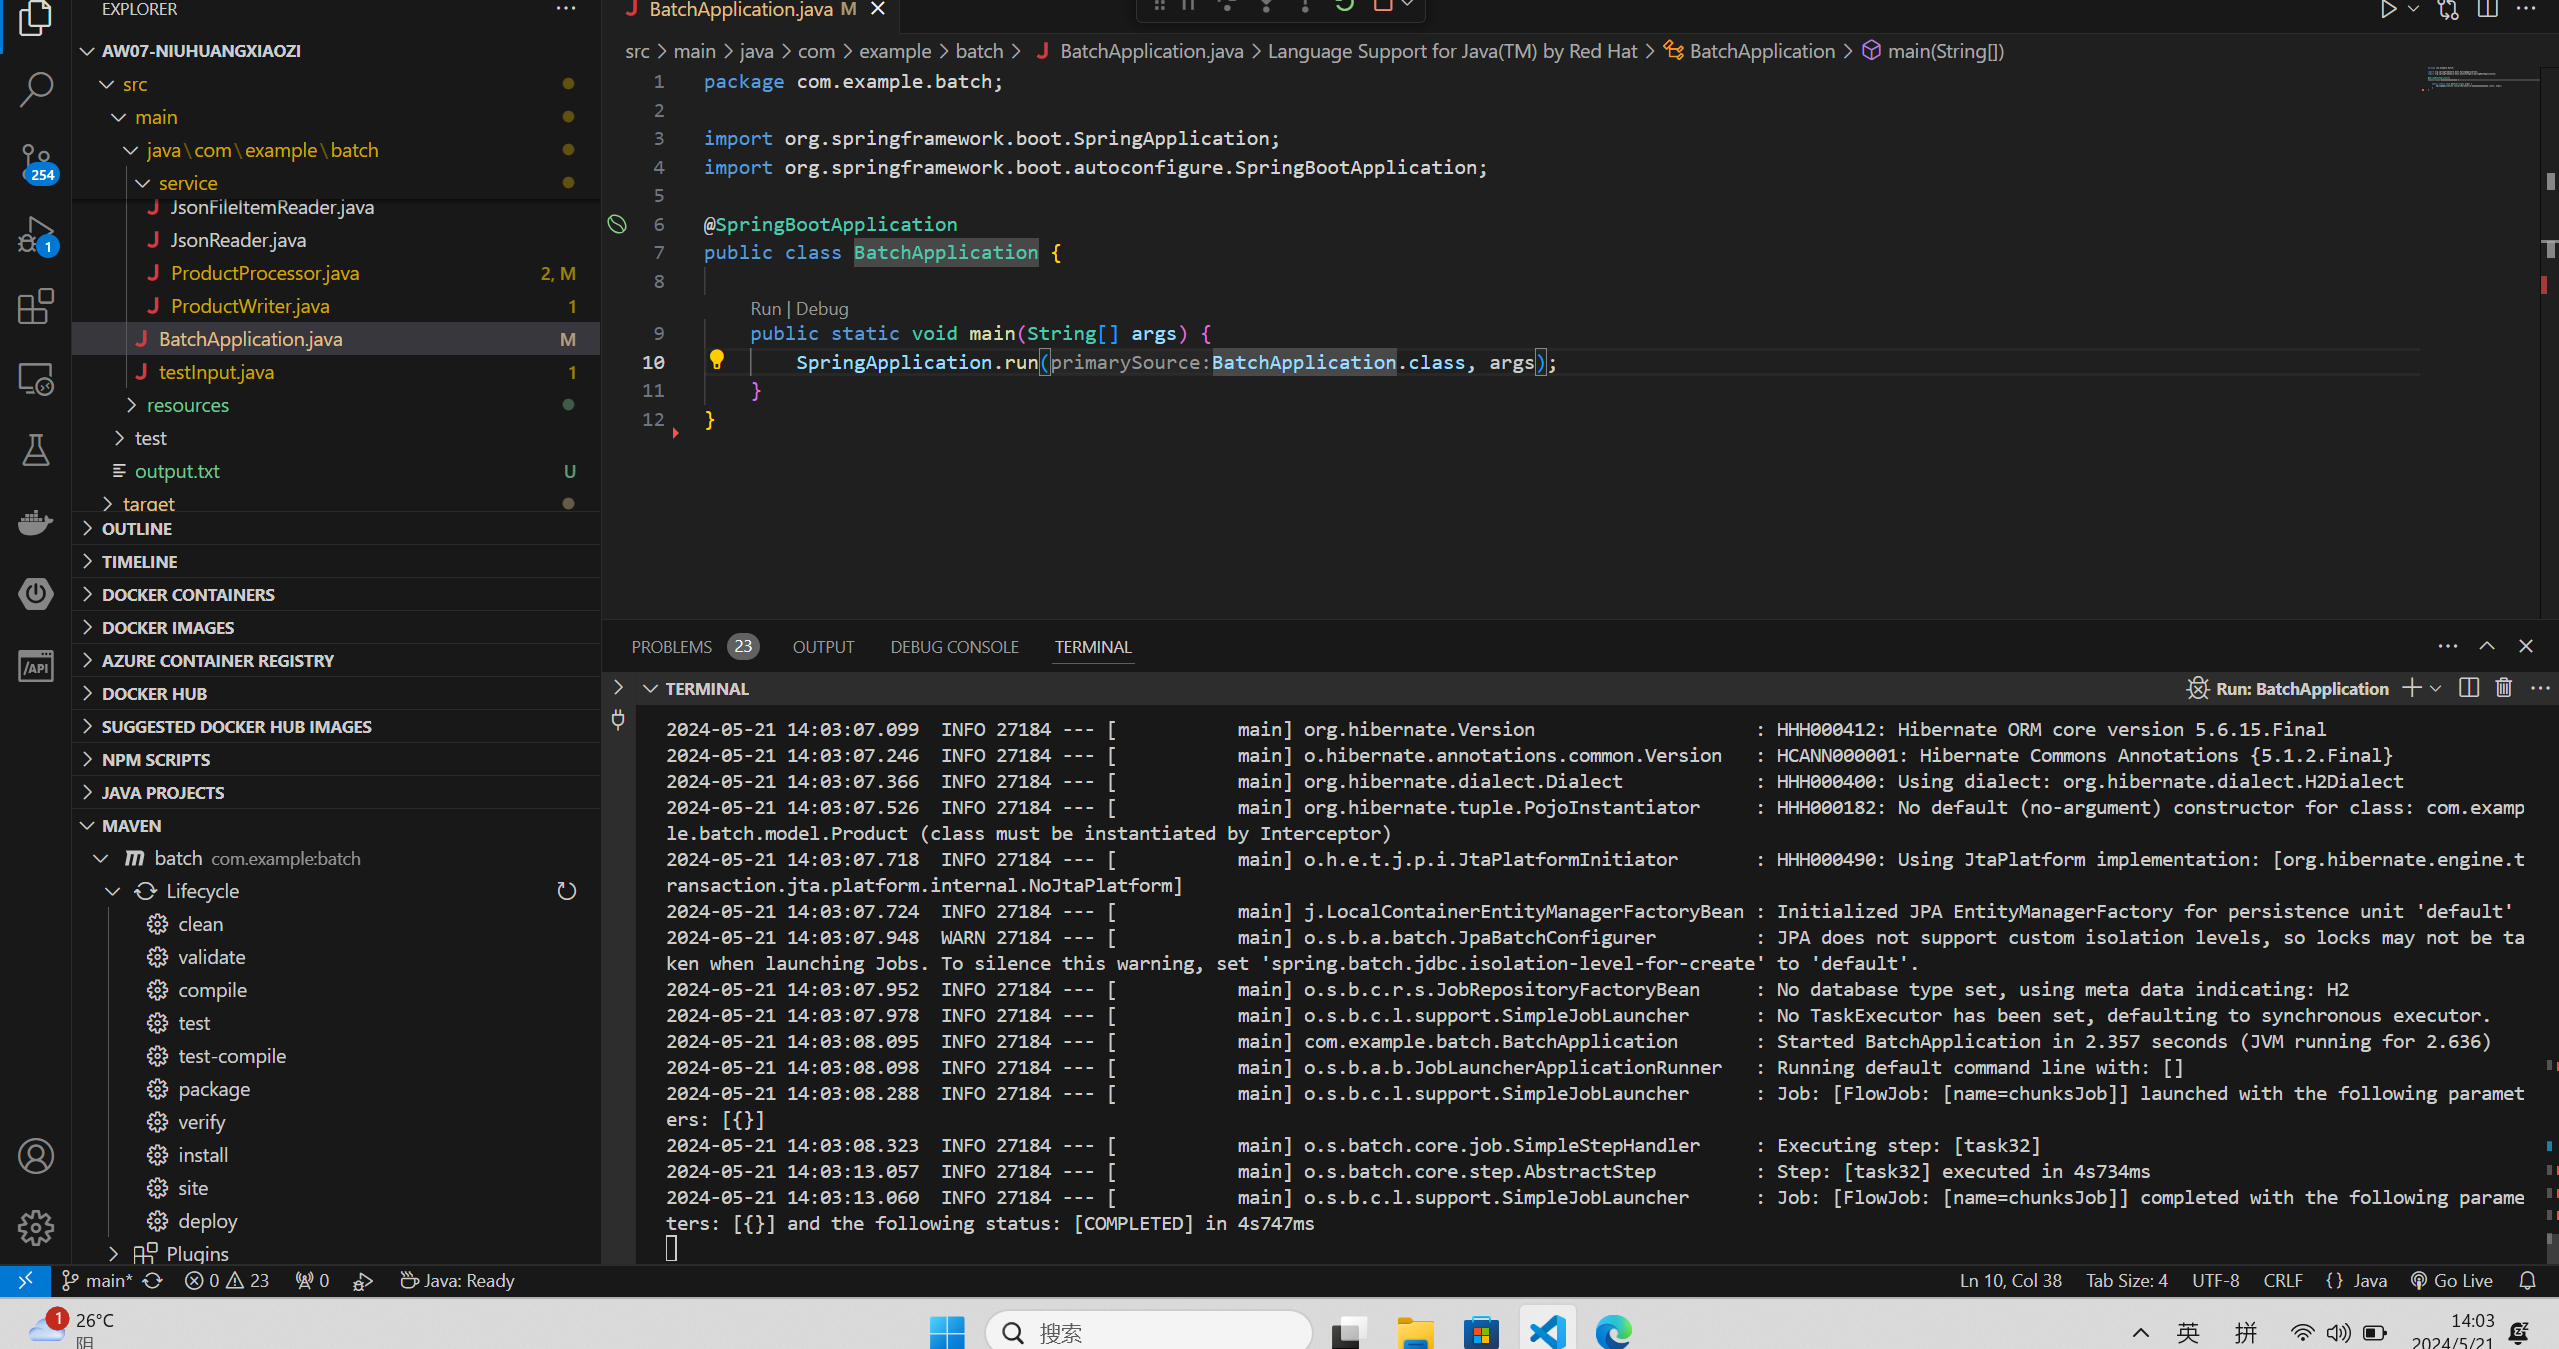 EXPLORER
AW07-NIUHUANGXIAOZI
src
main
java\com\example\batch
service
JsonFileItemReader.java
JsonReader.java
ProductProcessor.java 2, M
ProductWriter.java 1
BatchApplication.java M
testInput.java 1
resources
test
output.txt U
target
OUTLINE
TIMELINE
DOCKER CONTAINERS
DOCKER IMAGES
AZURE CONTAINER REGISTRY
DOCKER HUB
SUGGESTED DOCKER HUB IMAGES
NPM SCRIPTS
JAVA PROJECTS
MAVEN
batch com.example:batch
Lifecycle
clean
validate
compile
test
test-compile
package
verify
install
site
deploy
Plugins
254
1
/API
BatchApplication.java M
src > main > java > com > example > batch > BatchApplication.java > Language Support for Java(TM) by Red Hat > BatchApplication > main(String[])
1 package com.example.batch;
2
3 import org.springframework.boot.SpringApplication;
4 import org.springframework.boot.autoconfigure.SpringBootApplication;
5
6 @SpringBootApplication
7 public class BatchApplication {
8
Run | Debug
9 public static void main(String[] args) {
10 SpringApplication.run(primarySource:BatchApplication.class, args);
11 }
12 }
PROBLEMS 23 OUTPUT DEBUG CONSOLE TERMINAL
TERMINAL
Run: BatchApplication
2024-05-21 14:03:07.099  INFO 27184 --- [           main] org.hibernate.Version                    : HHH000412: Hibernate ORM core version 5.6.15.Final
2024-05-21 14:03:07.246  INFO 27184 --- [           main] o.hibernate.annotations.common.Version   : HCANN000001: Hibernate Commons Annotations {5.1.2.Final}
2024-05-21 14:03:07.366  INFO 27184 --- [           main] org.hibernate.dialect.Dialect            : HHH000400: Using dialect: org.hibernate.dialect.H2Dialect
2024-05-21 14:03:07.526  INFO 27184 --- [           main] org.hibernate.tuple.PojoInstantiator     : HHH000182: No default (no-argument) constructor for class: com.examp
le.batch.model.Product (class must be instantiated by Interceptor)
2024-05-21 14:03:07.718  INFO 27184 --- [           main] o.h.e.t.j.p.i.JtaPlatformInitiator       : HHH000490: Using JtaPlatform implementation: [org.hibernate.engine.t
ransaction.jta.platform.internal.NoJtaPlatform]
2024-05-21 14:03:07.724  INFO 27184 --- [           main] j.LocalContainerEntityManagerFactoryBean : Initialized JPA EntityManagerFactory for persistence unit 'default'
2024-05-21 14:03:07.948  WARN 27184 --- [           main] o.s.b.a.batch.JpaBatchConfigurer         : JPA does not support custom isolation levels, so locks may not be ta
ken when launching Jobs. To silence this warning, set 'spring.batch.jdbc.isolation-level-for-create' to 'default'.
2024-05-21 14:03:07.952  INFO 27184 --- [           main] o.s.b.c.r.s.JobRepositoryFactoryBean     : No database type set, using meta data indicating: H2
2024-05-21 14:03:07.978  INFO 27184 --- [           main] o.s.b.c.l.support.SimpleJobLauncher      : No TaskExecutor has been set, defaulting to synchronous executor.
2024-05-21 14:03:08.095  INFO 27184 --- [           main] com.example.batch.BatchApplication       : Started BatchApplication in 2.357 seconds (JVM running for 2.636)
2024-05-21 14:03:08.098  INFO 27184 --- [           main] o.s.b.a.b.JobLauncherApplicationRunner   : Running default command line with: []
2024-05-21 14:03:08.288  INFO 27184 --- [           main] o.s.b.c.l.support.SimpleJobLauncher      : Job: [FlowJob: [name=chunksJob]] launched with the following paramet
ers: [{}]
2024-05-21 14:03:08.323  INFO 27184 --- [           main] o.s.batch.core.job.SimpleStepHandler     : Executing step: [task32]
2024-05-21 14:03:13.057  INFO 27184 --- [           main] o.s.batch.core.step.AbstractStep         : Step: [task32] executed in 4s734ms
2024-05-21 14:03:13.060  INFO 27184 --- [           main] o.s.b.c.l.support.SimpleJobLauncher      : Job: [FlowJob: [name=chunksJob]] completed with the following parame
ters: [{}] and the following status: [COMPLETED] in 4s747ms
main* 0 23 0 Java: Ready Ln 10, Col 38 Tab Size: 4 UTF-8 CRLF {} Java Go Live
1 26°C
阴
搜索
英 拼
14:03
2024/5/21